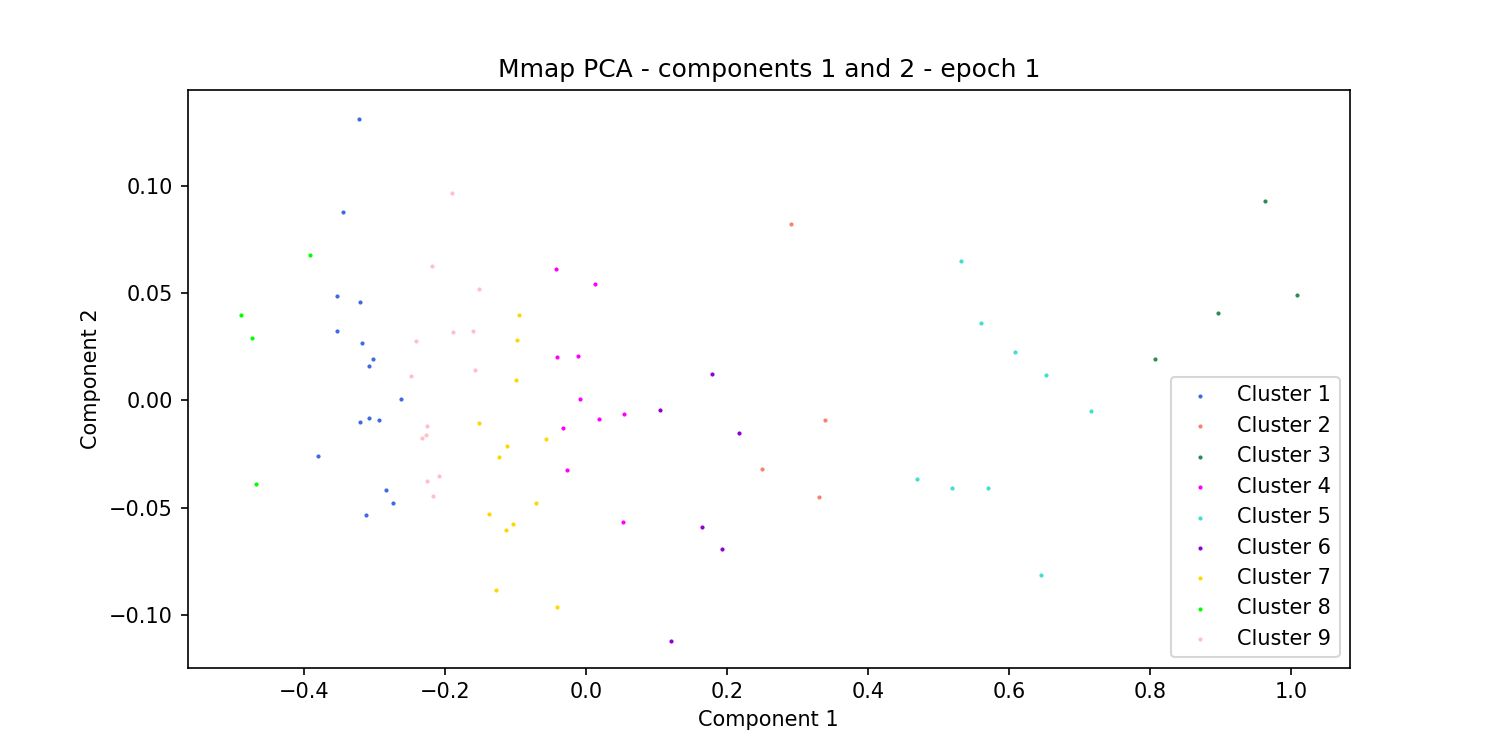 Mmap PCA - components 1 and 2 - epoch 1
Component 2
0.10
0.05
0.00
−0.05
−0.10
Cluster 1
Cluster 2
Cluster 3
Cluster 4
Cluster 5
Cluster 6
Cluster 7
Cluster 8
Cluster 9
−0.4 −0.2 0.0 0.2 0.4 0.6 0.8 1.0
Component 1